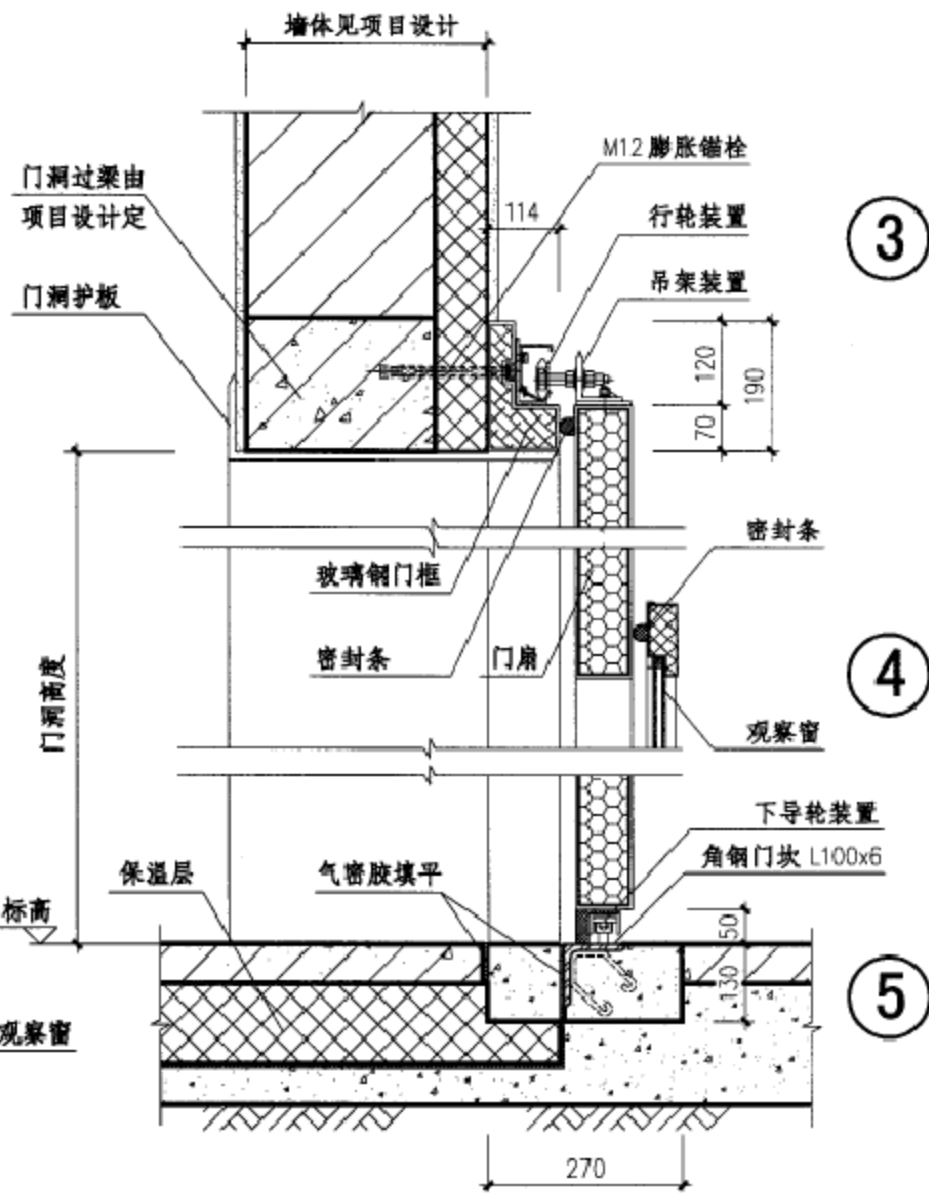 墙体见项目设计
门洞过梁由
项目设计定
门洞护板
M12 膨胀锚栓
114
行轮装置
吊架装置
③
120
190
70
密封条
玻璃钢门框
密封条
门扇
④
门洞高度
观察窗
下导轮装置
角钢门坎 L100x6
保温层
气密胶填平
标高
50
130
⑤
观察窗
270